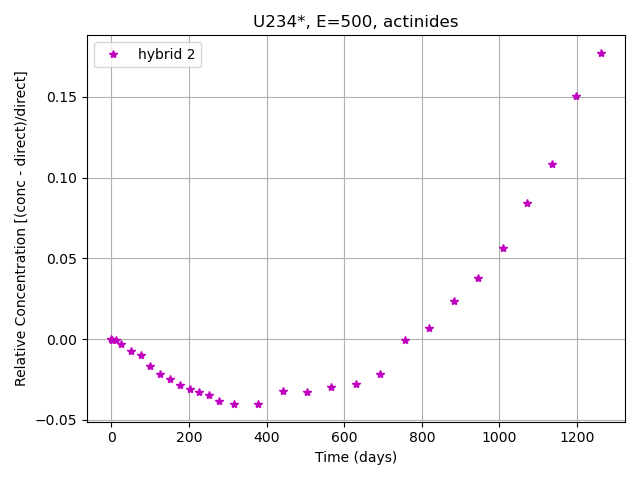 U234*, E=500, actinides
hybrid 2
Relative Concentration [(conc - direct)/direct]
0.15
0.10
0.05
0.00
−0.05
0 200 400 600 800 1000 1200
Time (days)